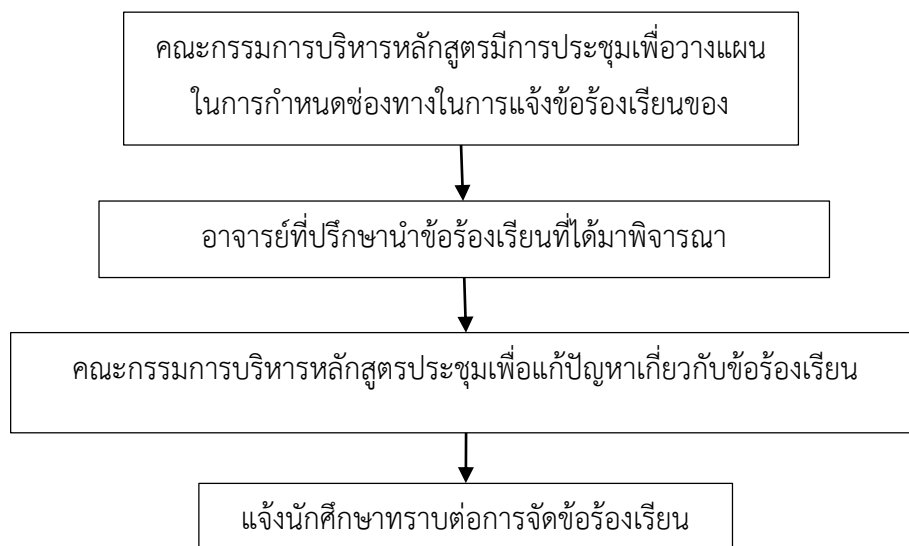 คณะกรรมการบริหารหลักสูตรมีการประชุมเพื่อวางแผน
ในการกำหนดช่องทางในการแจ้งข้อร้องเรียนของ
อาจารย์ที่ปรึกษานำข้อร้องเรียนที่ได้มาพิจารณา
คณะกรรมการบริหารหลักสูตรประชุมเพื่อแก้ปัญหาเกี่ยวกับข้อร้องเรียน
แจ้งนักศึกษาทราบต่อการจัดข้อร้องเรียน